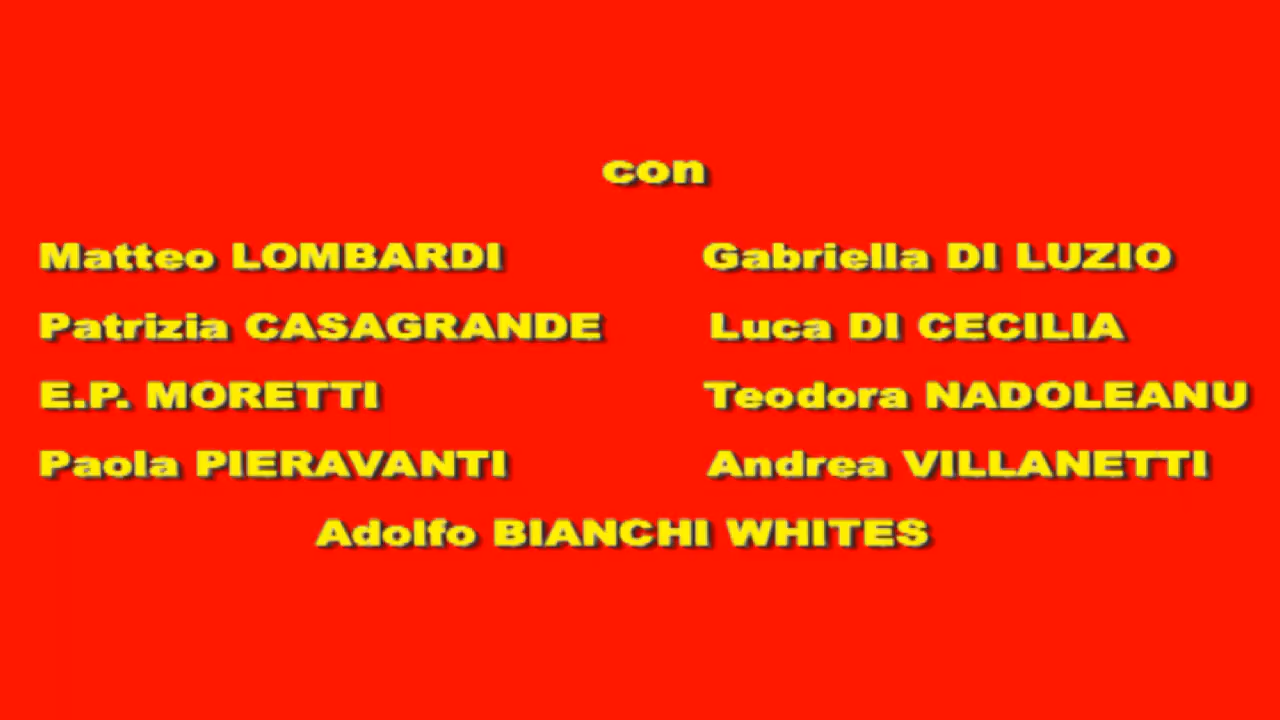 con
Matteo LOMBARDI Gabriella DI LUZIO
Patrizia CASAGRANDE Luca DI CECILIA
E.P. MORETTI Teodora NADOLEANU
Paola PIERAVANTI Andrea VILLANETTI
Adolfo BIANCHI WHITES